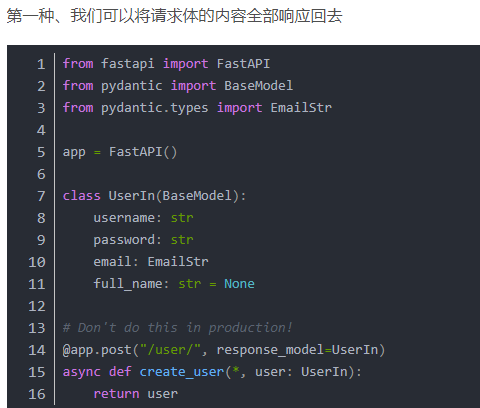 第一种、我们可以将请求体的内容全部响应回去
1 from fastapi import FastAPI
2 from pydantic import BaseModel
3 from pydantic.types import EmailStr
4
5 app = FastAPI()
6
7 class UserIn(BaseModel):
8     username: str
9     password: str
10     email: EmailStr
11     full_name: str = None
12
13 # Don't do this in production!
14 @app.post("/user/", response_model=UserIn)
15 async def create_user(*, user: UserIn):
16     return user